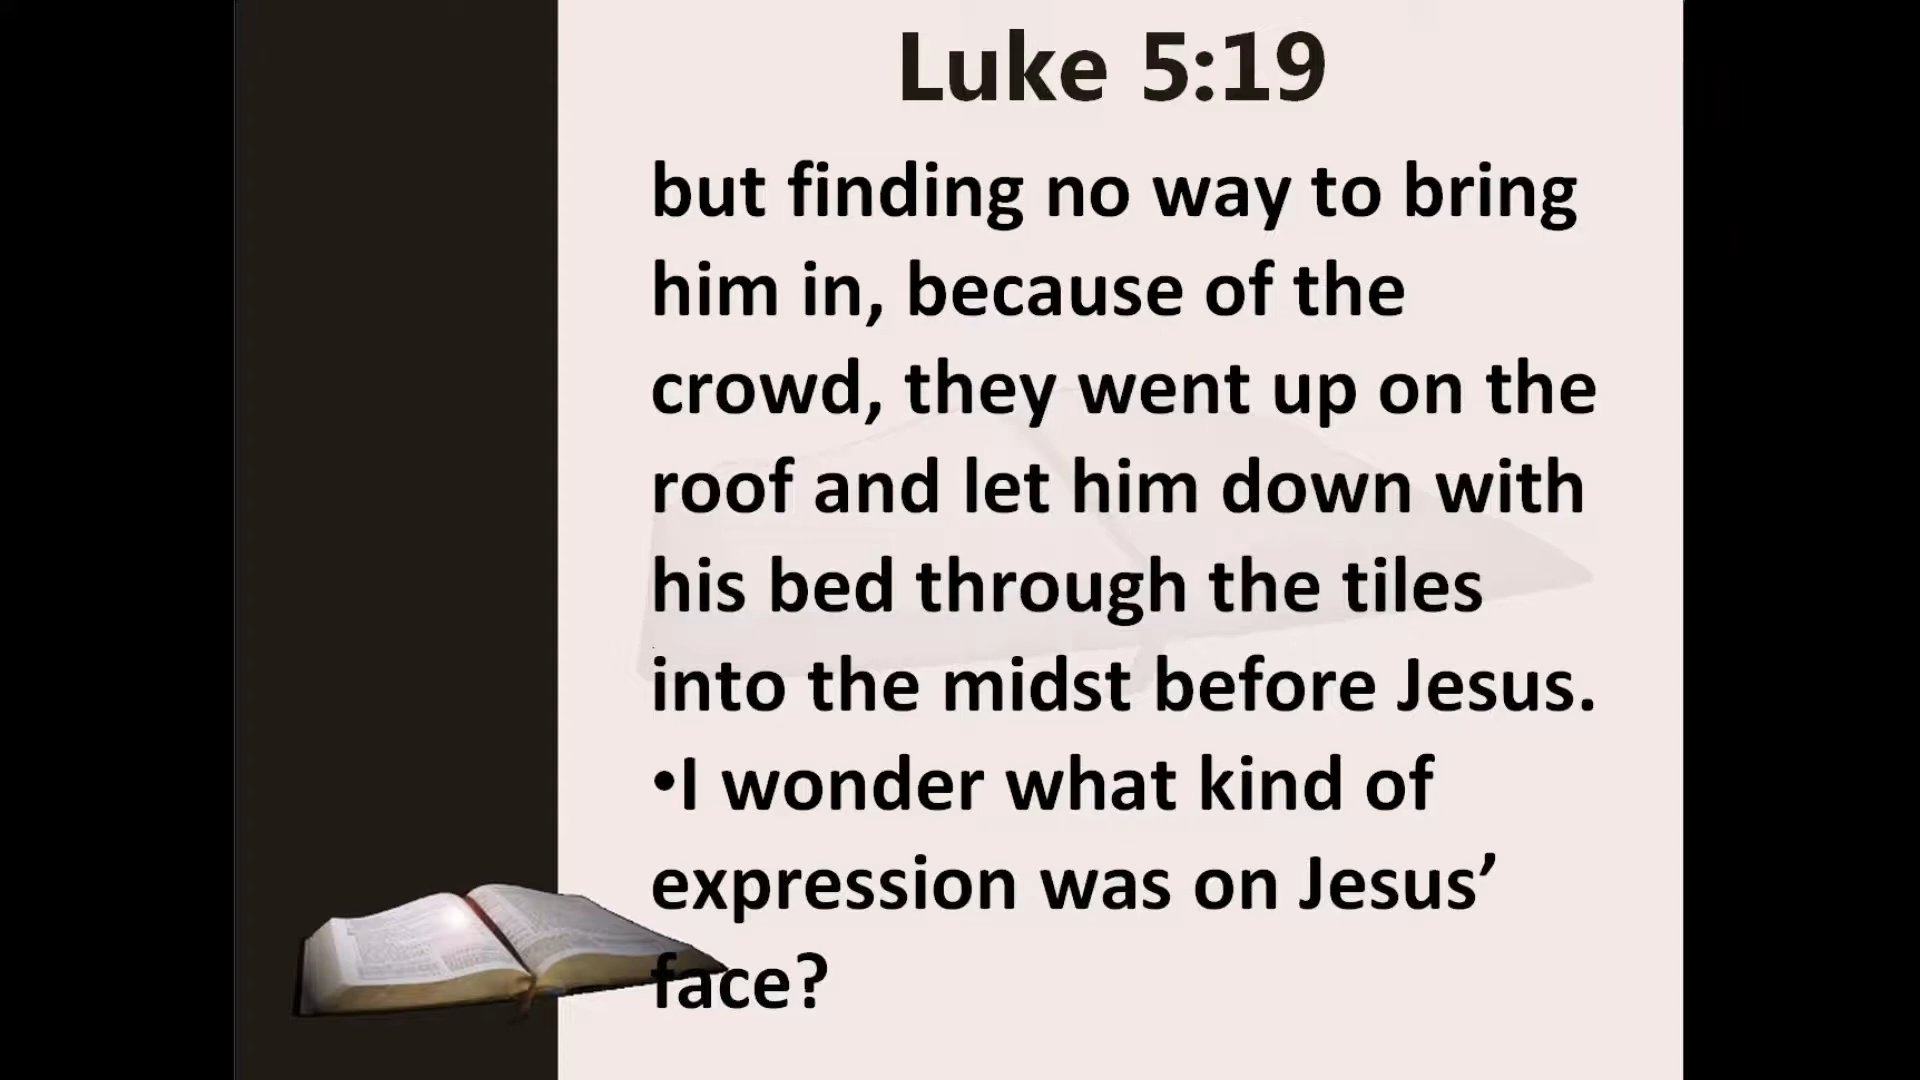 Luke 5:19
but finding no way to bring
him in, because of the
crowd, they went up on the
roof and let him down with
his bed through the tiles
into the midst before Jesus.
•I wonder what kind of
expression was on Jesus’
face?